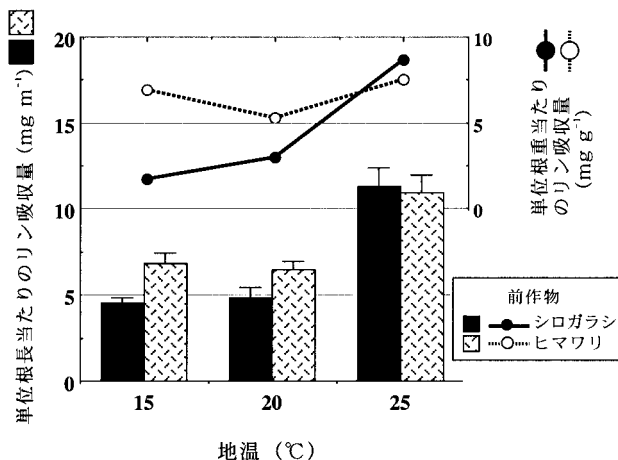 単位根長当たりのリン吸収量 (mg m⁻¹)
20
15
10
5
0
10
5
0
単位根重当たり
のリン吸収量
(mg g⁻¹)
前作物
シロガラシ
ヒマワリ
15
20
25
地温 (℃)